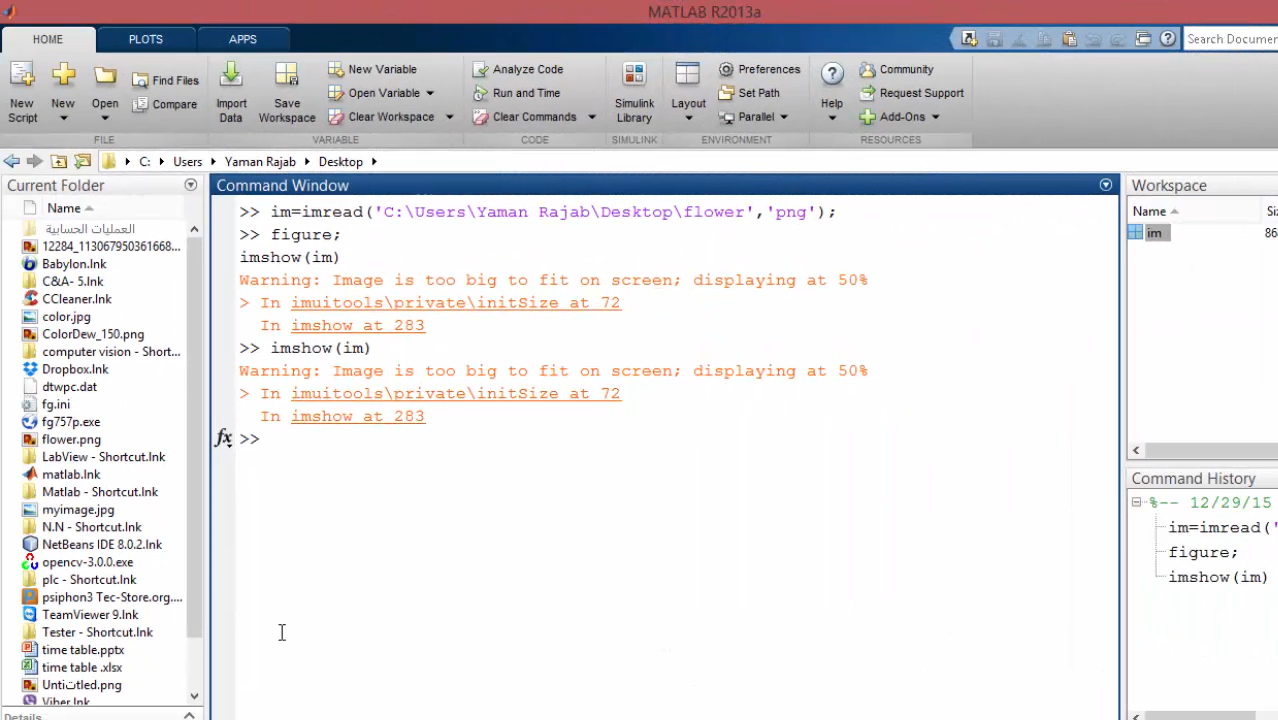 MATLAB R2013a
HOME PLOTS APPS
Search Documen
New Script
New
Open
Find Files
Compare
FILE
Import Data
Save Workspace
New Variable
Open Variable
Clear Workspace
VARIABLE
Analyze Code
Run and Time
Clear Commands
CODE
Simulink Library
SIMULINK
Layout
Preferences
Set Path
Parallel
ENVIRONMENT
Help
Community
Request Support
Add-Ons
RESOURCES
C: Users Yaman Rajab Desktop
Current Folder
Name
العمليات الحسابية
12284_113067950361668...
Babylon.lnk
C&A- 5.lnk
CCleaner.lnk
color.jpg
ColorDew_150.png
computer vision - Short...
Dropbox.lnk
dtwpc.dat
fg.ini
fg757p.exe
flower.png
LabView - Shortcut.lnk
matlab.lnk
Matlab - Shortcut.lnk
myimage.jpg
N.N - Shortcut.lnk
NetBeans IDE 8.0.2.lnk
opencv-3.0.0.exe
plc - Shortcut.lnk
psiphon3 Tec-Store.org....
TeamViewer 9.lnk
Tester - Shortcut.lnk
time table.pptx
time table .xlsx
Viber.lnk
Details
Command Window
>> im=imread('C:\Users\Yaman Rajab\Desktop\flower','png');
>> figure;
imshow(im)
Warning: Image is too big to fit on screen; displaying at 50%
> In imuitools\private\initSize at 72
In imshow at 283
>> imshow(im)
Warning: Image is too big to fit on screen; displaying at 50%
> In imuitools\private\initSize at 72
In imshow at 283
fx >>
Workspace
Name Si
im 86
Command History
%-- 12/29/15
im=imread('
figure;
imshow(im)